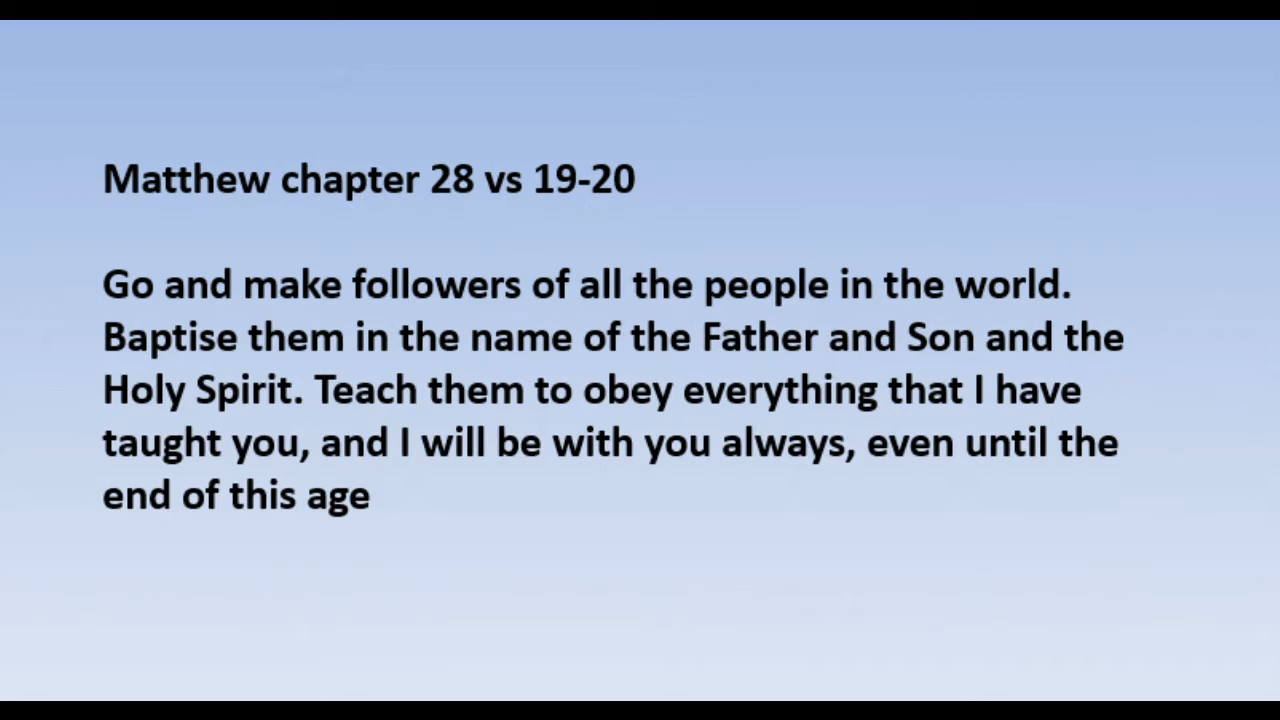 Matthew chapter 28 vs 19-20
Go and make followers of all the people in the world.
Baptise them in the name of the Father and Son and the
Holy Spirit. Teach them to obey everything that I have
taught you, and I will be with you always, even until the
end of this age